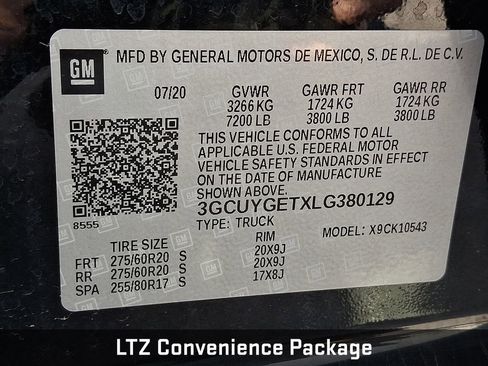 GM
MFD BY GENERAL MOTORS DE MEXICO, S. DE R.L. DE C.V.
07/20 GVWR GAWR FRT GAWR RR
3266 KG 1724 KG 1724 KG
7200 LB 3800 LB 3800 LB
THIS VEHICLE CONFORMS TO ALL
APPLICABLE U.S. FEDERAL MOTOR
VEHICLE SAFETY STANDARDS IN EFFECT
ON THE DATE OF MANUFACTURE
SHOWN ABOVE.
3GCUYGETXLG380129
8555 TYPE: TRUCK MODEL: X9CK10543
TIRE SIZE RIM
FRT 275/60R20 S 20X9J
RR 275/60R20 S 20X9J
SPA 255/80R17 S 17X8J
LTZ Convenience Package